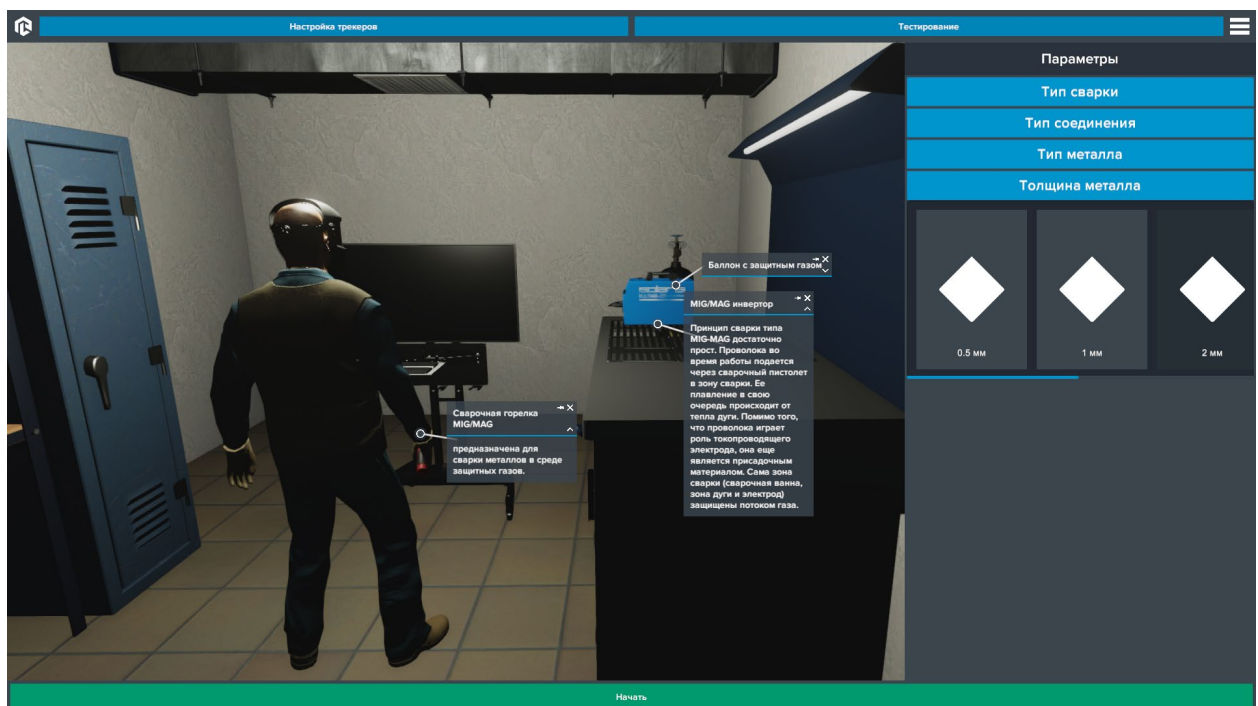 Настройка трекеров
Тестирование
Параметры
Тип сварки
Тип соединения
Тип металла
Толщина металла
0.5 мм
1 мм
2 мм
Баллон с защитным газом
MIG/MAG инвертор
Принцип сварки типа
MIG-MAG достаточно
прост. Проволока во
время работы подается
через сварочный пистолет
в зону сварки. Ее
плавление в свою
очередь происходит от
тепла дуги. Помимо того,
что проволока играет
роль токопроводящего
электрода, она еще
является присадочным
материалом. Сама зона
сварки (сварочная ванна,
зона дуги и электрод)
защищены потоком газа.
Сварочная горелка
MIG/MAG
предназначена для
сварки металлов в среде
защитных газов.
Начать